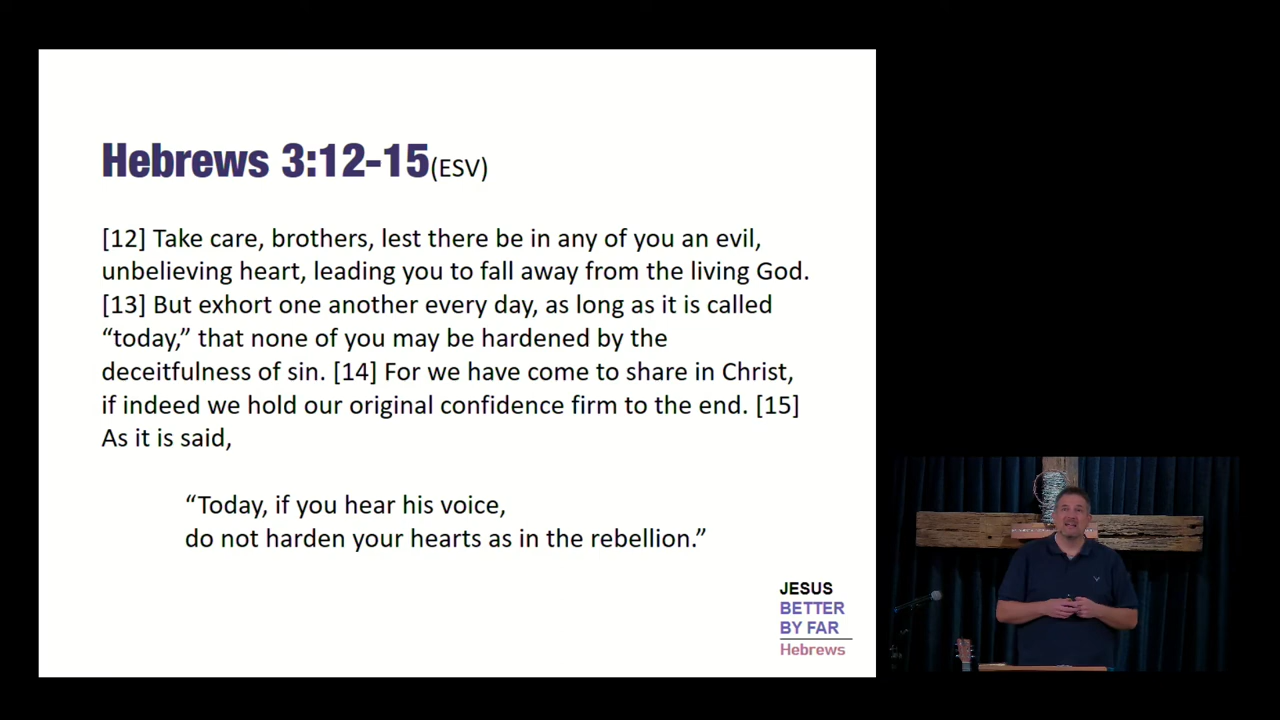 Hebrews 3:12-15(ESV)
[12] Take care, brothers, lest there be in any of you an evil,
unbelieving heart, leading you to fall away from the living God.
[13] But exhort one another every day, as long as it is called
“today,” that none of you may be hardened by the
deceitfulness of sin. [14] For we have come to share in Christ,
if indeed we hold our original confidence firm to the end. [15]
As it is said,
“Today, if you hear his voice,
do not harden your hearts as in the rebellion.”
JESUS
BETTER
BY FAR
Hebrews